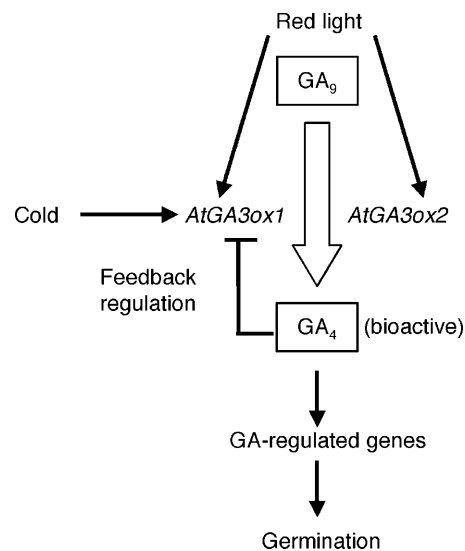 Red light
GA₉
Cold
AtGA3ox1
AtGA3ox2
Feedback
regulation
GA₄ (bioactive)
GA-regulated genes
Germination